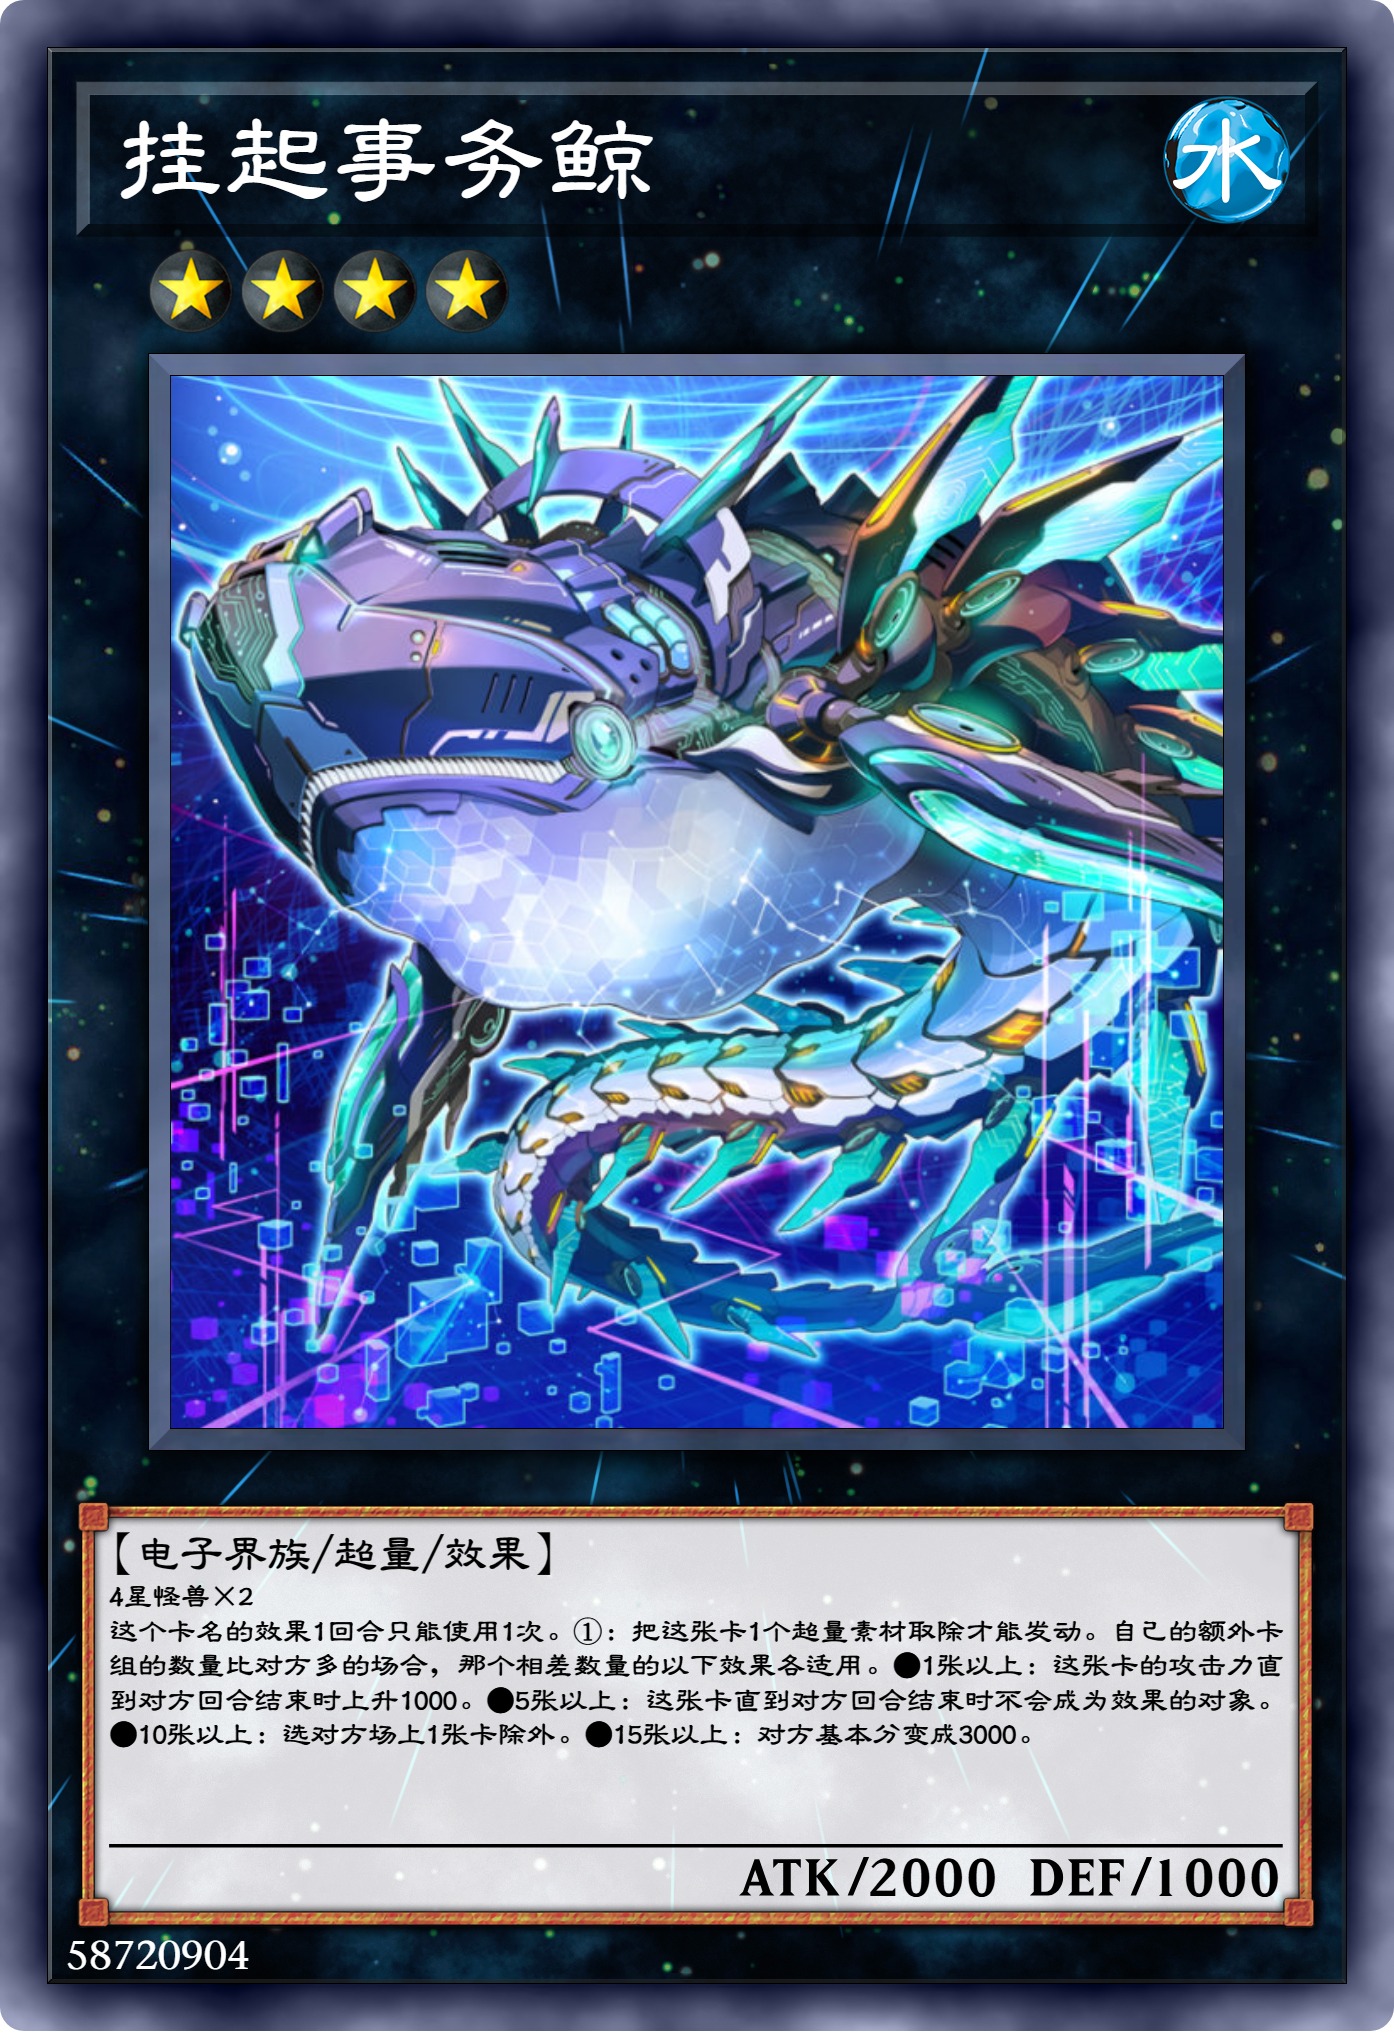 挂起事务鲸
水
【电子界族/超量/效果】
4星怪兽×2
这个卡名的效果1回合只能使用1次。①：把这张卡1个超量素材取除才能发动。自己的额外卡
组的数量比对方多的场合，那个相差数量的以下效果各适用。●1张以上：这张卡的攻击力直
到对方回合结束时上升1000。●5张以上：这张卡直到对方回合结束时不会成为效果的对象。
●10张以上：选对方场上1张卡除外。●15张以上：对方基本分变成3000。
ATK/2000 DEF/1000
58720904